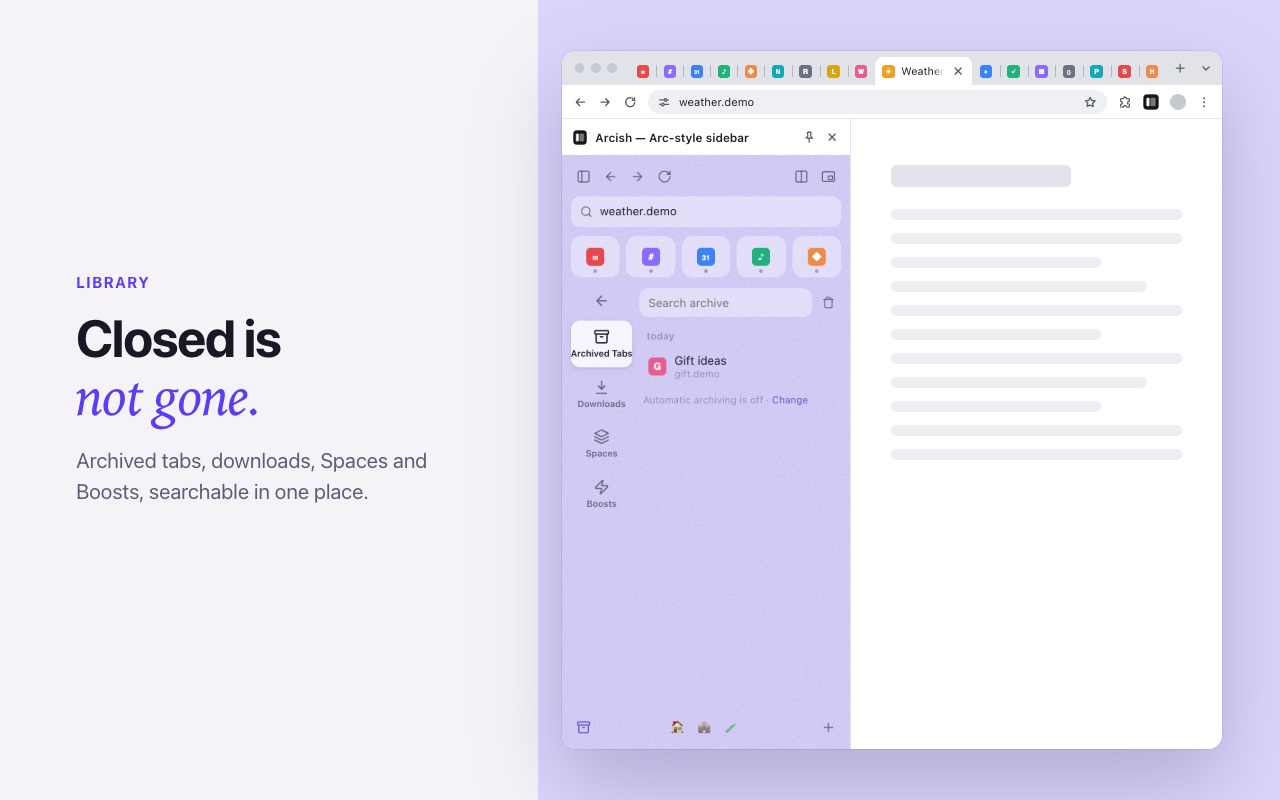 LIBRARY
Closed is
not gone.
Archived tabs, downloads, Spaces and
Boosts, searchable in one place.
31
N
R
L
W
Weather
P
S
H
weather.demo
Arcish — Arc-style sidebar
weather.demo
#
31
Search archive
Archived Tabs
today
G
Gift ideas
gift.demo
Automatic archiving is off · Change
Downloads
Spaces
Boosts